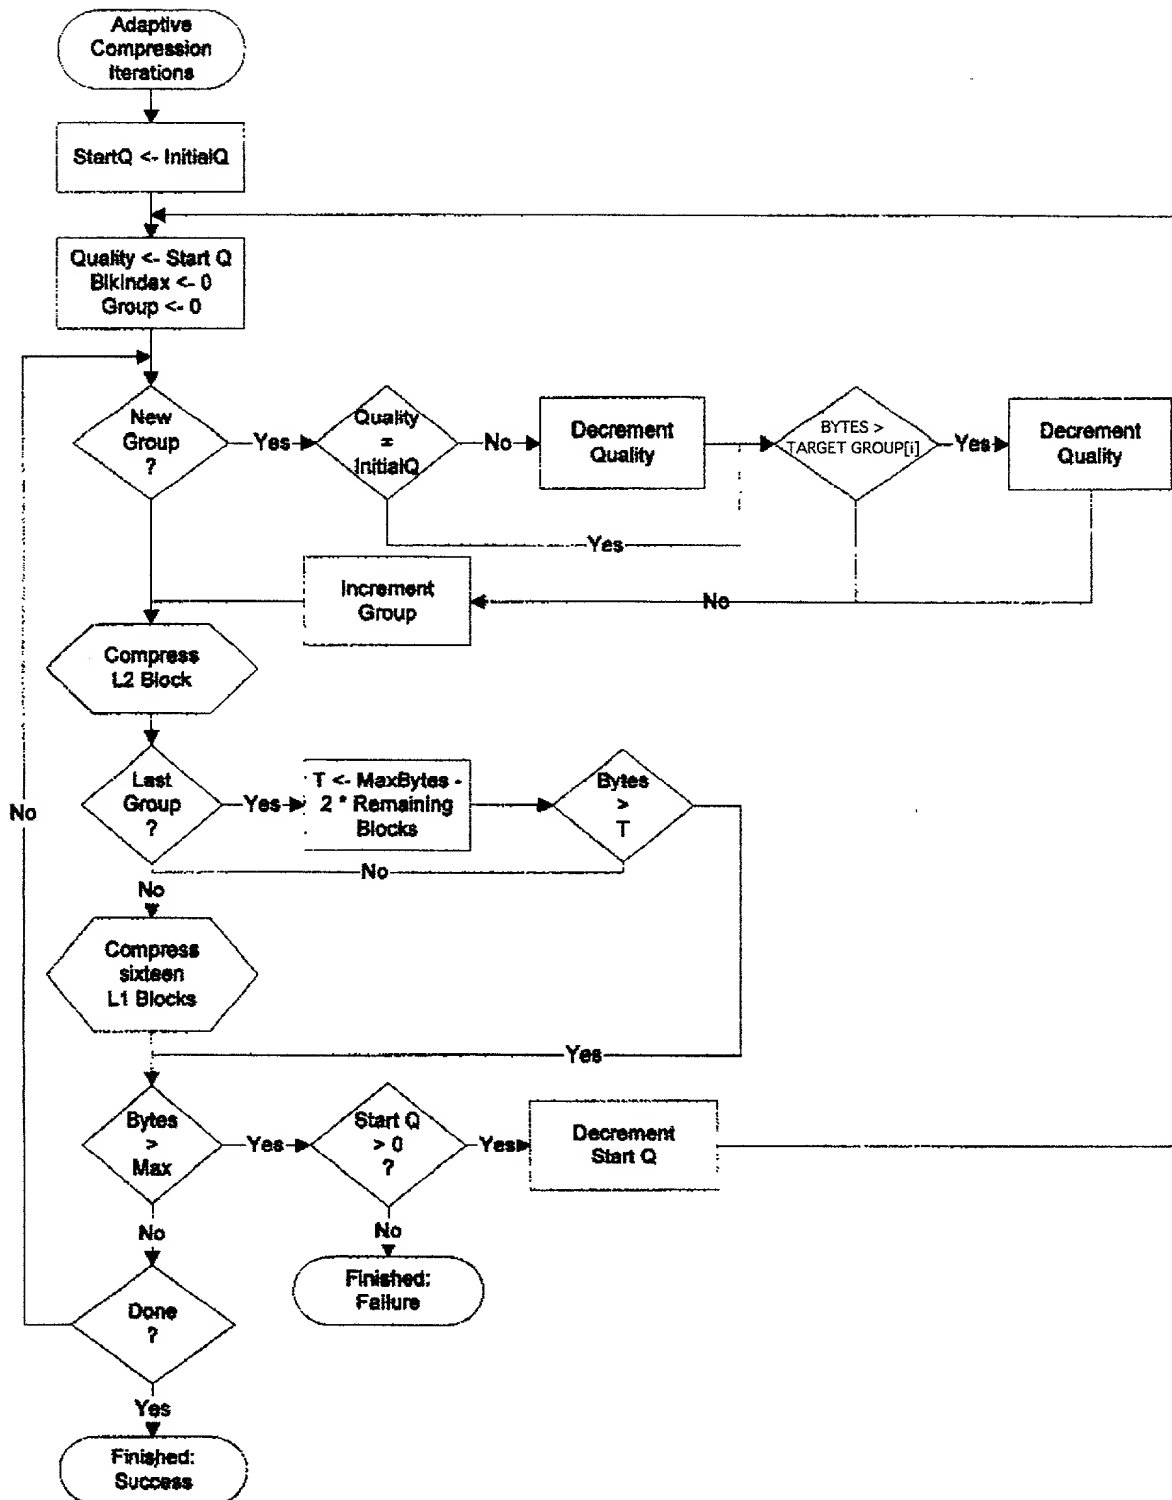 Adaptive
Compression
Iterations
StartQ <- InitialQ
Quality <- Start Q
BlkIndex <- 0
Group <- 0
New
Group
?
Yes
Quality
=
InitialQ
No
Decrement
Quality
BYTES >
TARGET GROUP[i]
Yes
Decrement
Quality
Yes
Increment
Group
No
Compress
L2 Block
Last
Group
?
Yes
T <- MaxBytes -
2 * Remaining
Blocks
Bytes
>
T
No
No
No
Compress
sixteen
L1 Blocks
Yes
Bytes
>
Max
Yes
Start Q
> 0
?
Yes
Decrement
Start Q
No
No
Finished:
Failure
Done
?
Yes
Finished:
Success